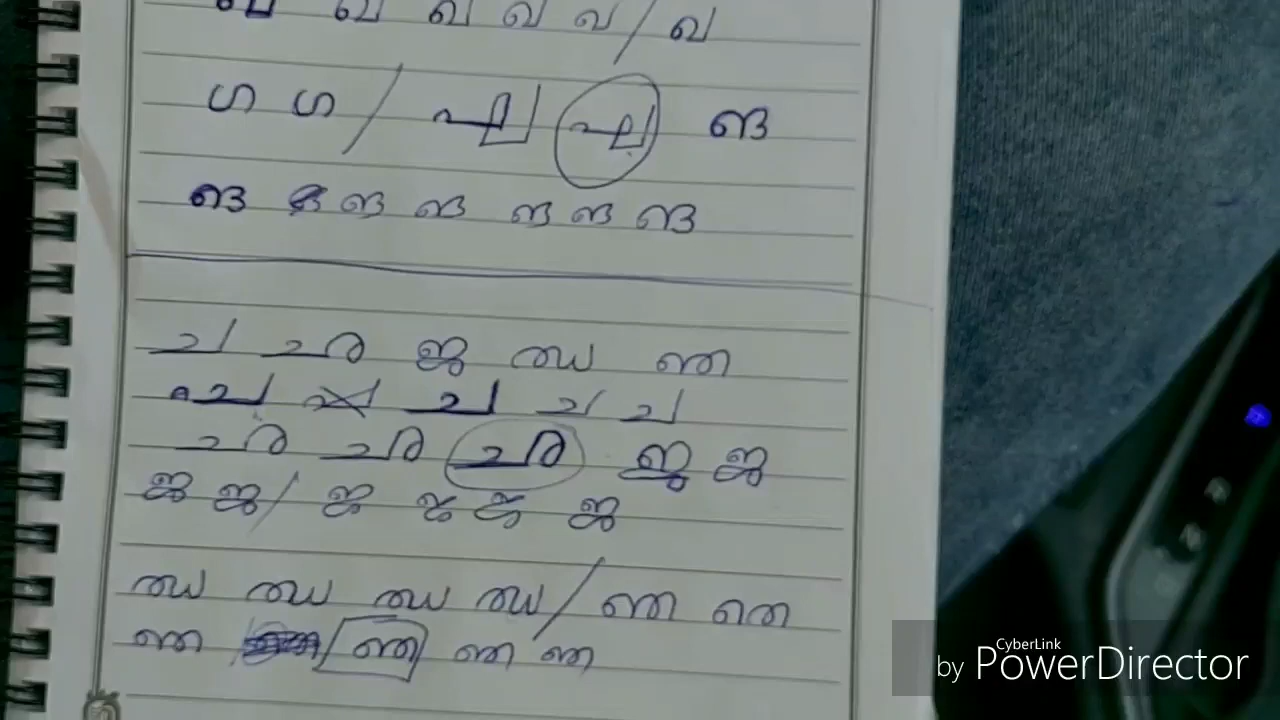 ഖ ഖ ഖ ഖ ഖ / ഖ
ഗ ഗ / ഘ ഘ ങ
ങ ങ ങ ങ ങ ങ ങ
ച ഛ ജ ഝ ഞ
ച ച ച ച
ഛ ഛ ഛ ജ ജ
ജ ജ / ജ ജ ജ ജ
ഝ ഝ ഝ ഝ / ഞ ഞ
ഞ ഞ ഞ ഞ
CyberLink
by PowerDirector